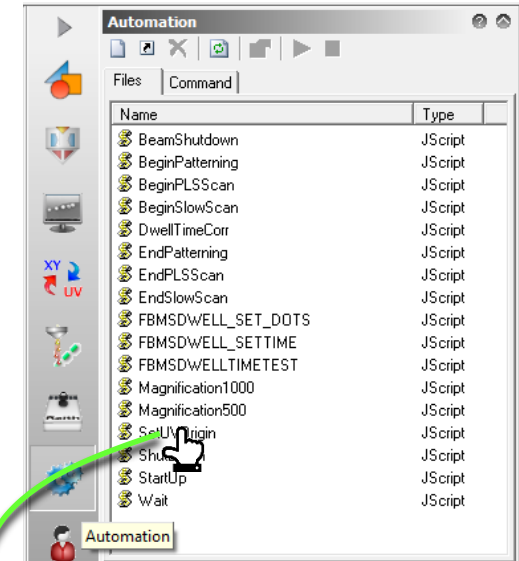 Automation
Files Command
Name Type
BeamShutdown JScript
BeginPatterning JScript
BeginPLSScan JScript
BeginSlowScan JScript
DwellTimeCorr JScript
EndPatterning JScript
EndPLSScan JScript
EndSlowScan JScript
FBMSDWELL_SET_DOTS JScript
FBMSDWELL_SETTIME JScript
FBMSDWELLTIMETEST JScript
Magnification1000 JScript
Magnification500 JScript
SetUVOrigin JScript
JScript
StartUp JScript
Wait JScript
XY
UV
Automation